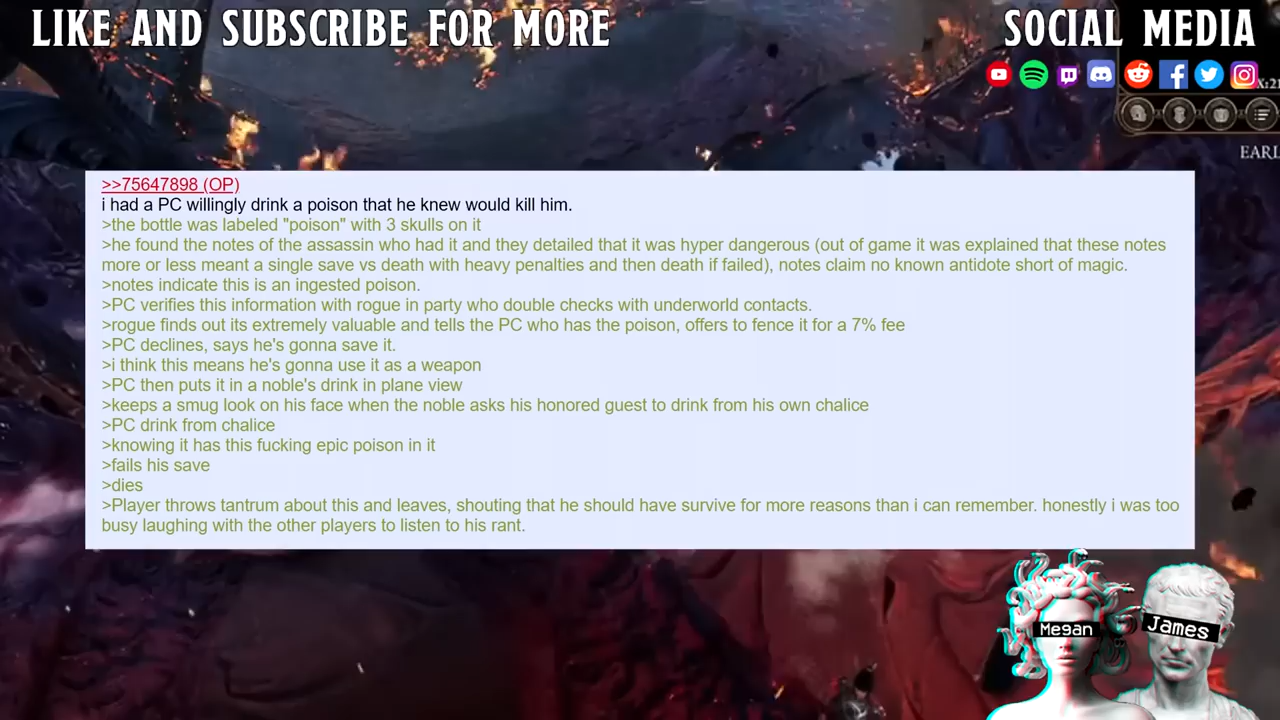 LIKE AND SUBSCRIBE FOR MORE
SOCIAL MEDIA
EARL
>>75647898 (OP)
i had a PC willingly drink a poison that he knew would kill him.
>the bottle was labeled "poison" with 3 skulls on it
>he found the notes of the assassin who had it and they detailed that it was hyper dangerous (out of game it was explained that these notes
more or less meant a single save vs death with heavy penalties and then death if failed), notes claim no known antidote short of magic.
>notes indicate this is an ingested poison.
>PC verifies this information with rogue in party who double checks with underworld contacts.
>rogue finds out its extremely valuable and tells the PC who has the poison, offers to fence it for a 7% fee
>PC declines, says he's gonna save it.
>i think this means he's gonna use it as a weapon
>PC then puts it in a noble's drink in plane view
>keeps a smug look on his face when the noble asks his honored guest to drink from his own chalice
>PC drink from chalice
>knowing it has this fucking epic poison in it
>fails his save
>dies
>Player throws tantrum about this and leaves, shouting that he should have survive for more reasons than i can remember. honestly i was too
busy laughing with the other players to listen to his rant.
Megan
James